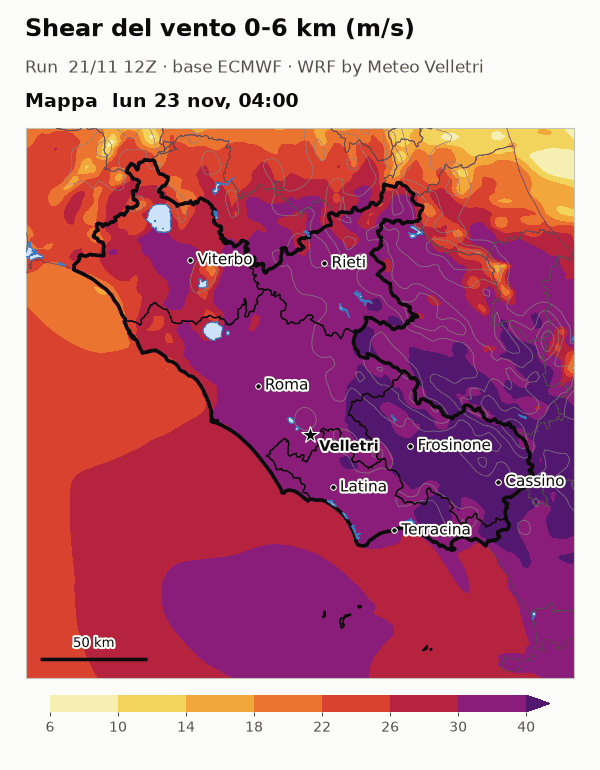 Shear del vento 0-6 km (m/s)
Run  21/11 12Z · base ECMWF · WRF by Meteo Velletri
Mappa  lun 23 nov, 04:00
Viterbo
Rieti
Roma
Velletri
Frosinone
Cassino
Latina
Terracina
50 km
6 10 14 18 22 26 30 40